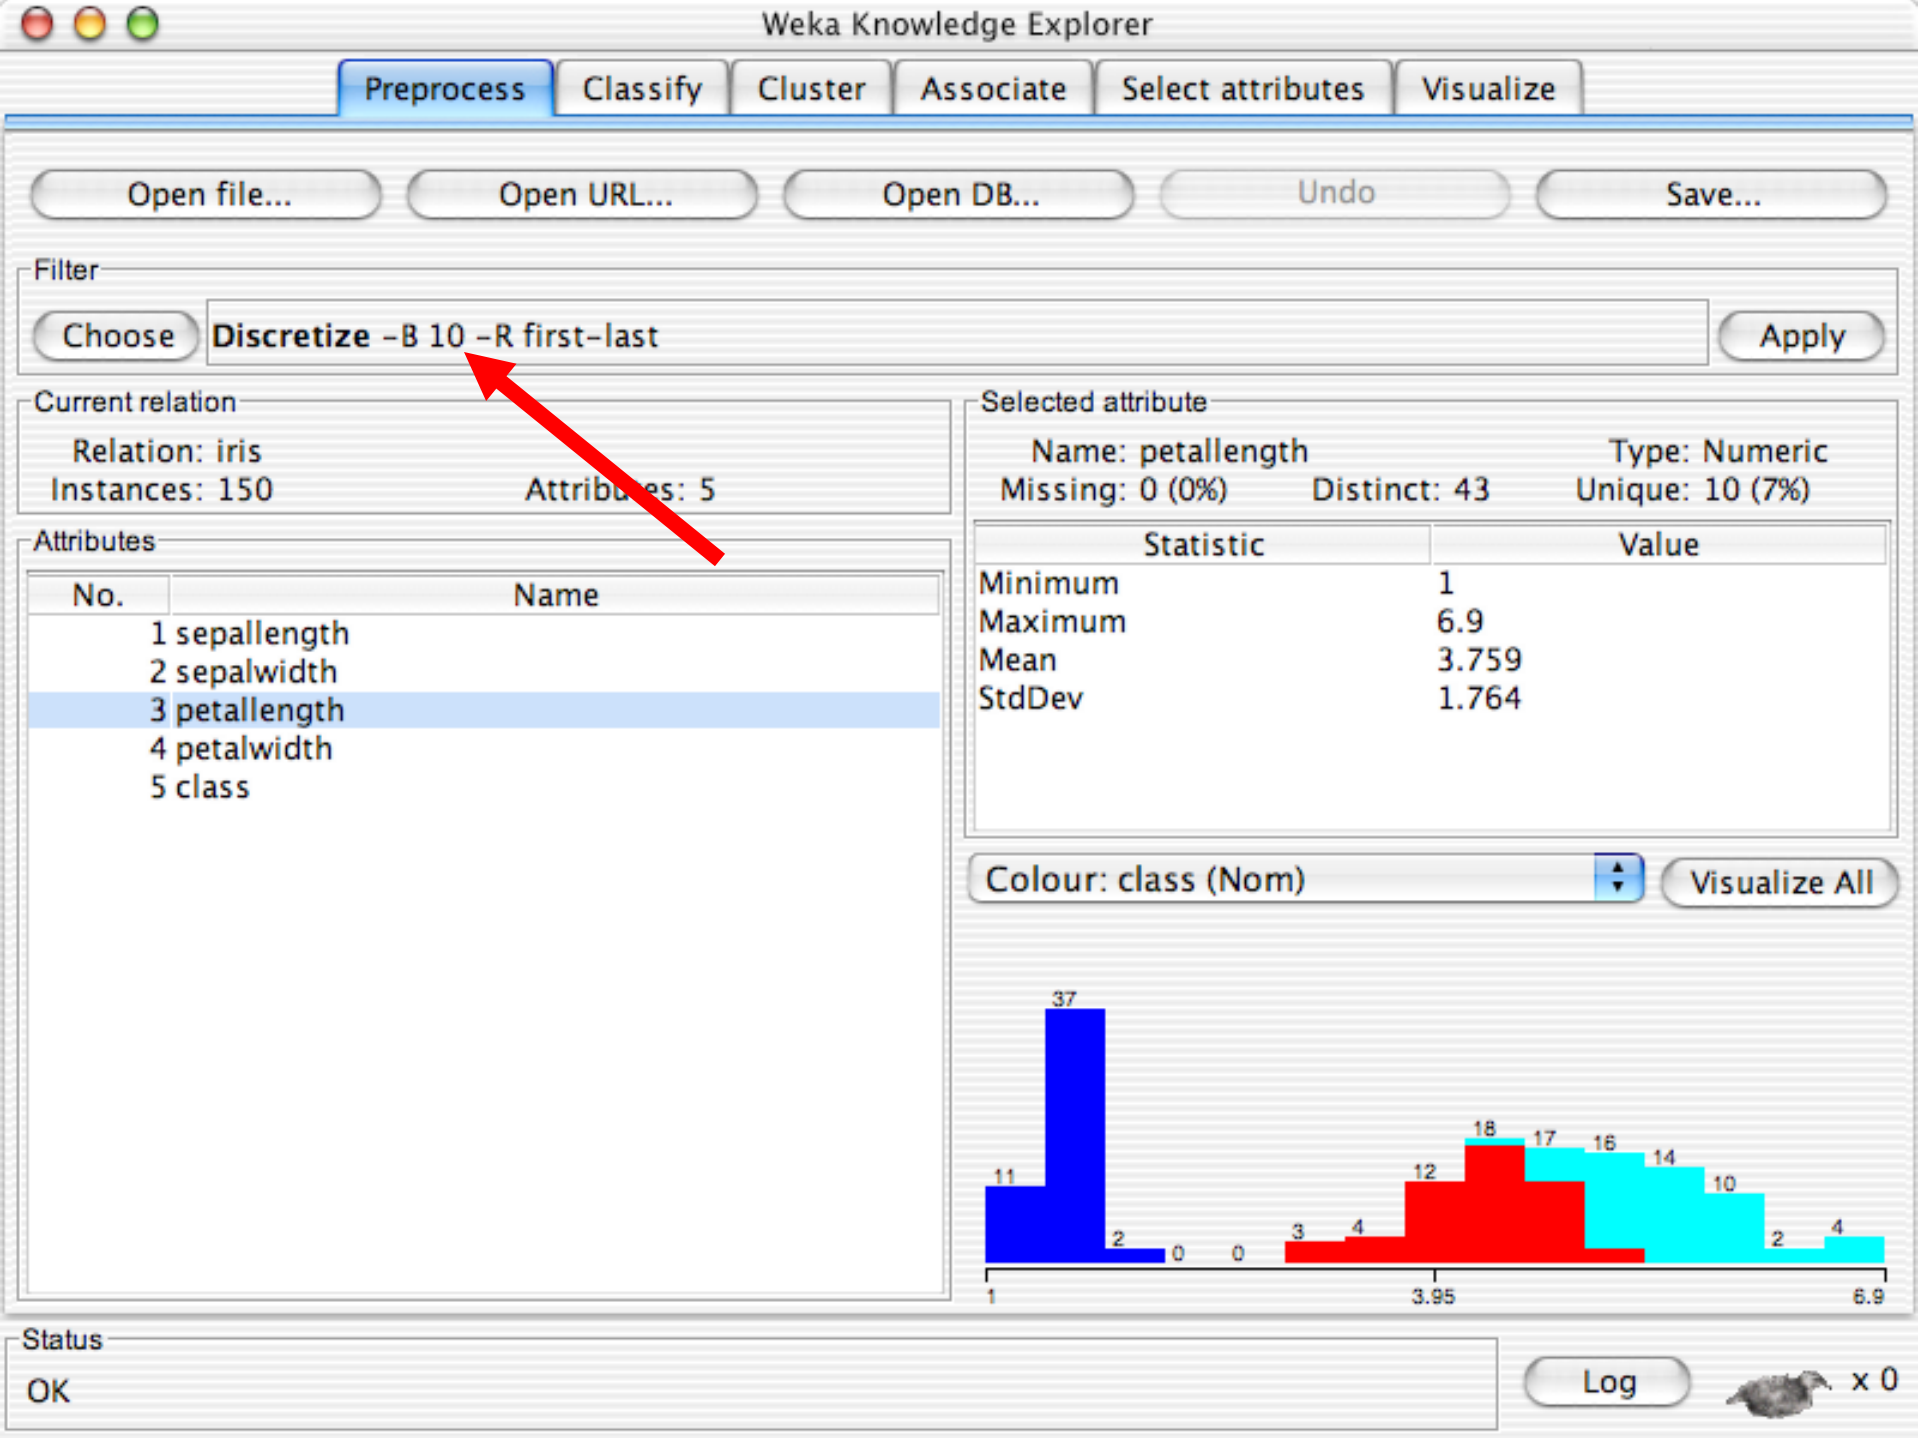 Weka Knowledge Explorer
Preprocess Classify Cluster Associate Select attributes Visualize
Open file... Open URL... Open DB... Undo Save...
Filter
Choose Discretize -B 10 -R first-last Apply
Current relation
Relation: iris
Instances: 150 Attributes: 5
Attributes
No. Name
1 sepallength
2 sepalwidth
3 petallength
4 petalwidth
5 class
Selected attribute
Name: petallength Type: Numeric
Missing: 0 (0%) Distinct: 43 Unique: 10 (7%)
Statistic Value
Minimum 1
Maximum 6.9
Mean 3.759
StdDev 1.764
Colour: class (Nom) Visualize All
11 37 2 0 0 3 4 12 18 17 16 14 10 2 4
1 3.95 6.9
Status
OK
Log x 0